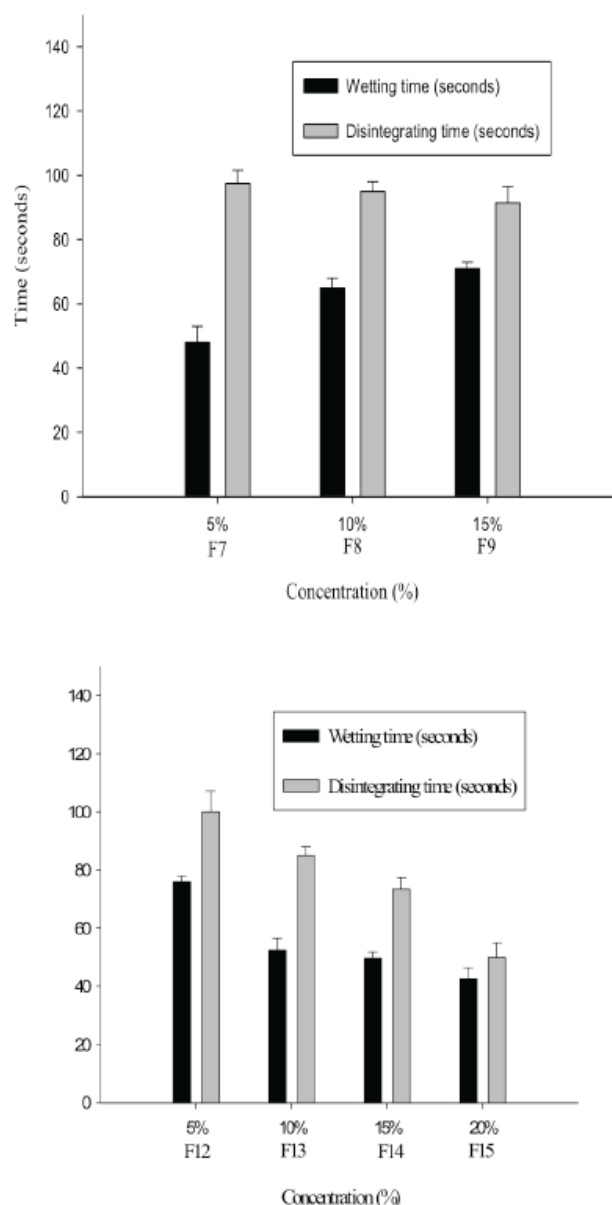 140
120
100
80
60
40
20
0
Time (seconds)
Wetting time (seconds)
Disintegrating time (seconds)
5% 10% 15%
F7 F8 F9
Concentration (%)
140
120
100
80
60
40
20
0
Wetting time (seconds)
Disintegrating time (seconds)
5% 10% 15% 20%
F12 F13 F14 F15
Concentration (%)